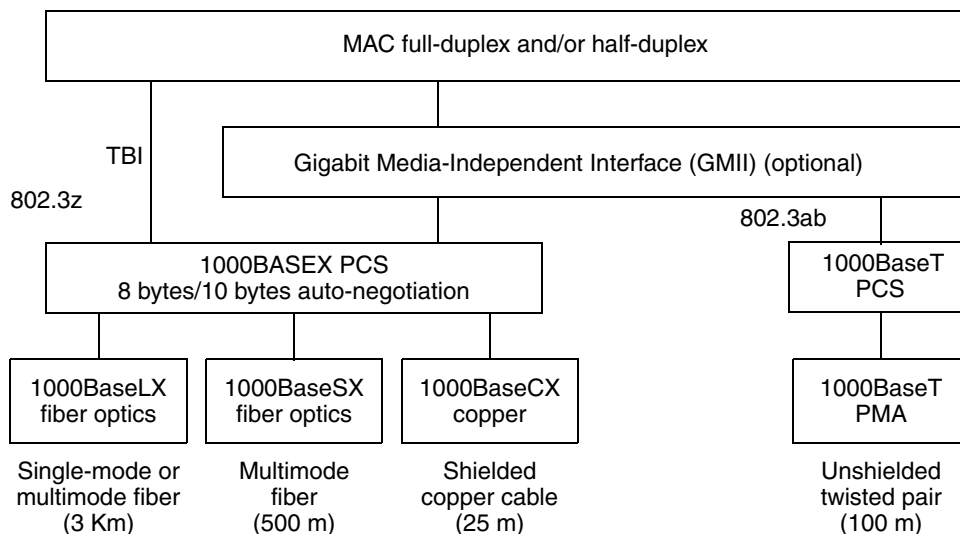 MAC full-duplex and/or half-duplex
TBI
Gigabit Media-Independent Interface (GMII) (optional)
802.3z
802.3ab
1000BASEX PCS
8 bytes/10 bytes auto-negotiation
1000BaseT
PCS
1000BaseLX
fiber optics
1000BaseSX
fiber optics
1000BaseCX
copper
1000BaseT
PMA
Single-mode or
multimode fiber
(3 Km)
Multimode
fiber
(500 m)
Shielded
copper cable
(25 m)
Unshielded
twisted pair
(100 m)